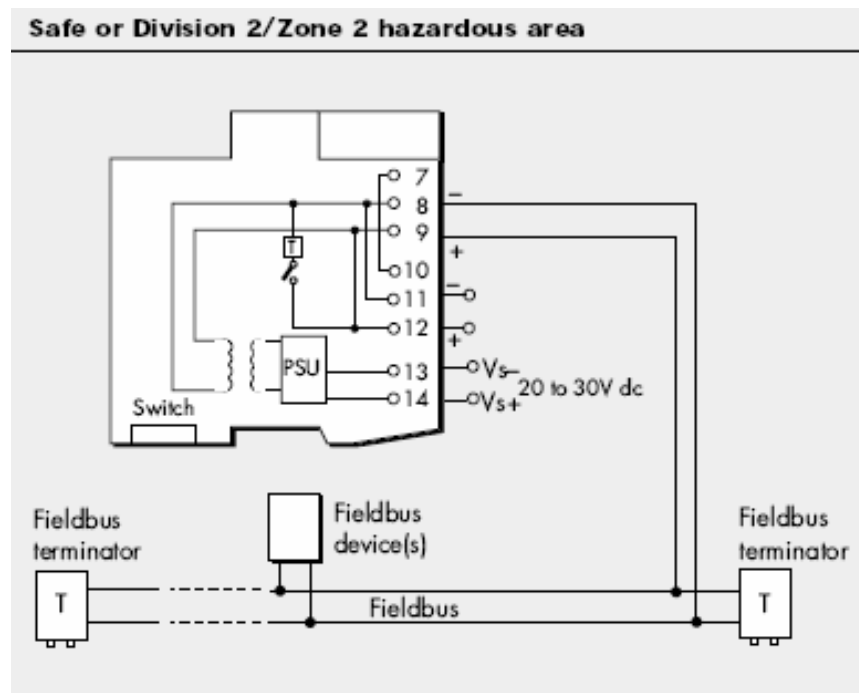 Safe or Division 2/Zone 2 hazardous area
7
8
9
10
11
12
13
14
−
+
−
+
T
PSU
Vs−
20 to 30V dc
Vs+
Switch
Fieldbus
terminator
Fieldbus
device(s)
Fieldbus
terminator
T
Fieldbus
T